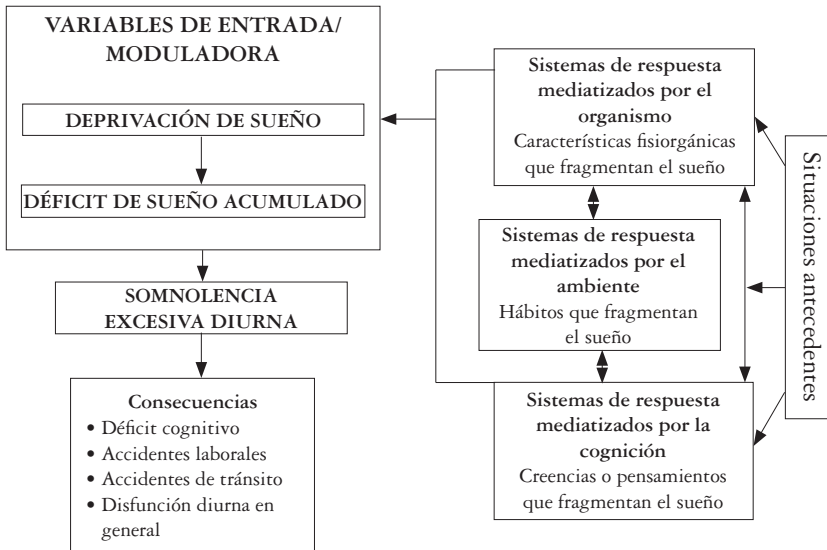 VARIABLES DE ENTRADA/
MODULADORA
DEPRIVACIÓN DE SUEÑO
DÉFICIT DE SUEÑO ACUMULADO
SOMNOLENCIA
EXCESIVA DIURNA
Consecuencias
• Déficit cognitivo
• Accidentes laborales
• Accidentes de tránsito
• Disfunción diurna en
general
Sistemas de respuesta
mediatizados por el
organismo
Características fisiorgánicas
que fragmentan el sueño
Sistemas de respuesta
mediatizados por el
ambiente
Hábitos que fragmentan
el sueño
Sistemas de respuesta
mediatizados por la
cognición
Creencias o pensamientos
que fragmentan el sueño
Situaciones antecedentes